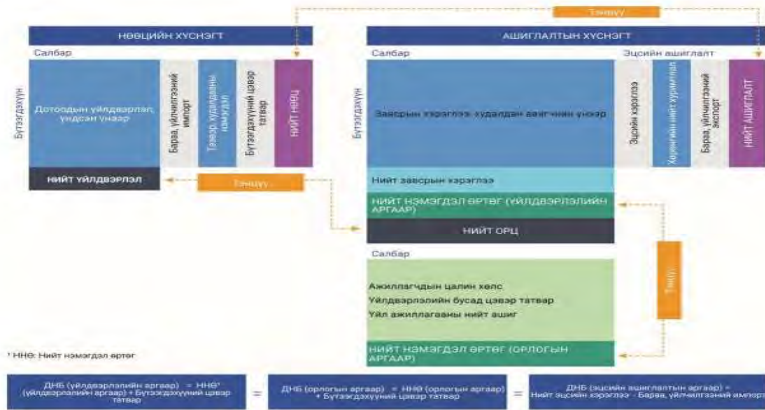 Тэнцүү
НӨӨЦИЙН ХҮСНЭГТ
АШИГЛАЛТЫН ХҮСНЭГТ
Салбар
Салбар
Эцсийн ашиглалт
Бүтээгдэхүүн
Дотоодын үйлдвэрлэл,
үндсэн үнээр
Бараа, үйлчилгээний
импорт
Тээвэр, худалдааны
нэмэгдэл
Бүтээгдэхүүний цэвэр
татвар
НИЙТ НӨӨЦ
Бүтээгдэхүүн
Завсрын хэрэглээ худалдан авагчийн үнээр
Эцсийн хэрэглээ
Хөрөнгийн нийт хуримтлал
Бараа, үйлчилгээний
экспорт
НИЙТ АШИГЛАЛТ
НИЙТ ҮЙЛДВЭРЛЭЛ
Тэнцүү
Нийт завсрын хэрэглээ
НИЙТ НЭМЭГДЭЛ ӨРТӨГ (ҮЙЛДВЭРЛЭЛИЙН
АРГААР)
НИЙТ ОРЦ
Салбар
Ажиллагчдын цалин хөлс
Үйлдвэрлэлийн бусад цэвэр татвар
Үйл ажиллагааны нийт ашиг
Тэнцүү
НИЙТ НЭМЭГДЭЛ ӨРТӨГ (ОРЛОГЫН
АРГААР)
* ННӨ: Нийт нэмэгдэл өртөг
ДНБ (үйлдвэрлэлийн аргаар) = ННӨ*
(үйлдвэрлэлийн аргаар) + Бүтээгдэхүүний цэвэр
татвар
=
ДНБ (орлогын аргаар) = ННӨ (орлогын аргаар)
+ Бүтээгдэхүүний цэвэр татвар
=
ДНБ (эцсийн ашиглалтын аргаар) =
Нийт эцсийн хэрэглээ – Бараа, үйлчилгээний импорт